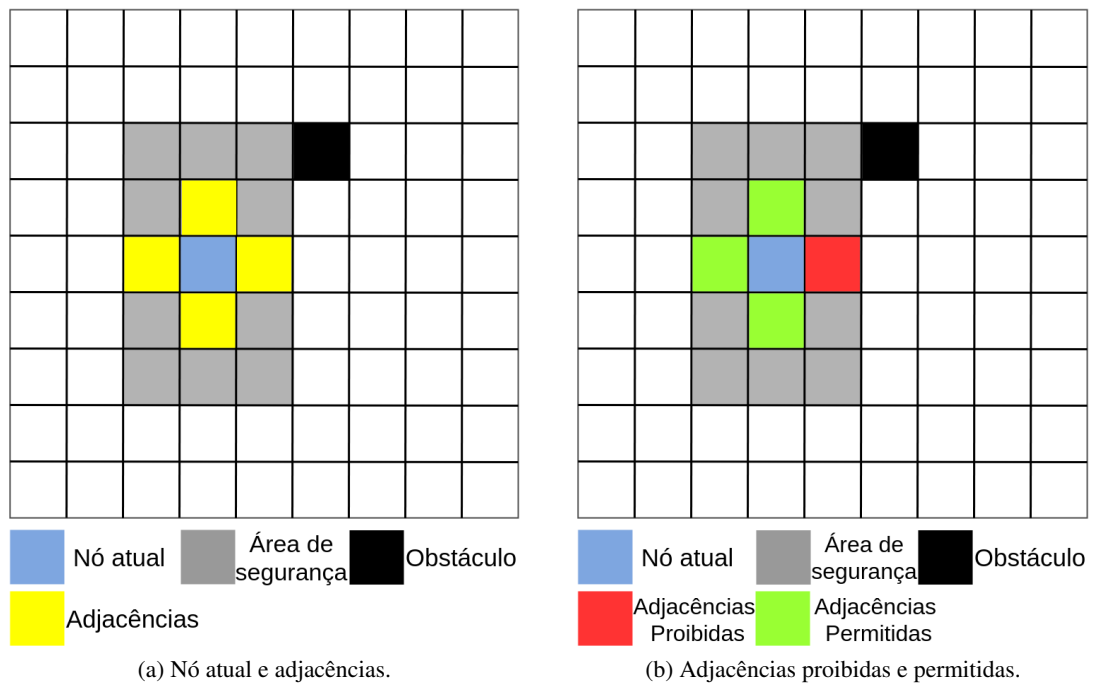 Nó atual
Área de
segurança
Obstáculo
Adjacências
(a) Nó atual e adjacências.
Nó atual
Área de
segurança
Obstáculo
Adjacências
Proibidas
Adjacências
Permitidas
(b) Adjacências proibidas e permitidas.